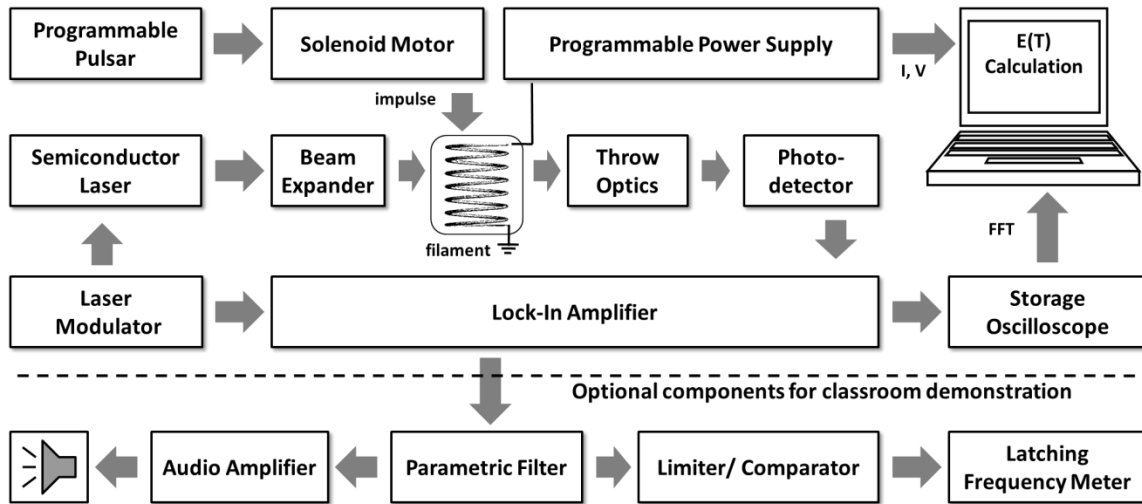 Programmable
Pulsar
Solenoid Motor
Programmable Power Supply
I, V
E(T)
Calculation
impulse
Semiconductor
Laser
Beam
Expander
filament
Throw
Optics
Photo-
detector
FFT
Laser
Modulator
Lock-In Amplifier
Storage
Oscilloscope
Optional components for classroom demonstration
Audio Amplifier
Parametric Filter
Limiter/ Comparator
Latching
Frequency Meter